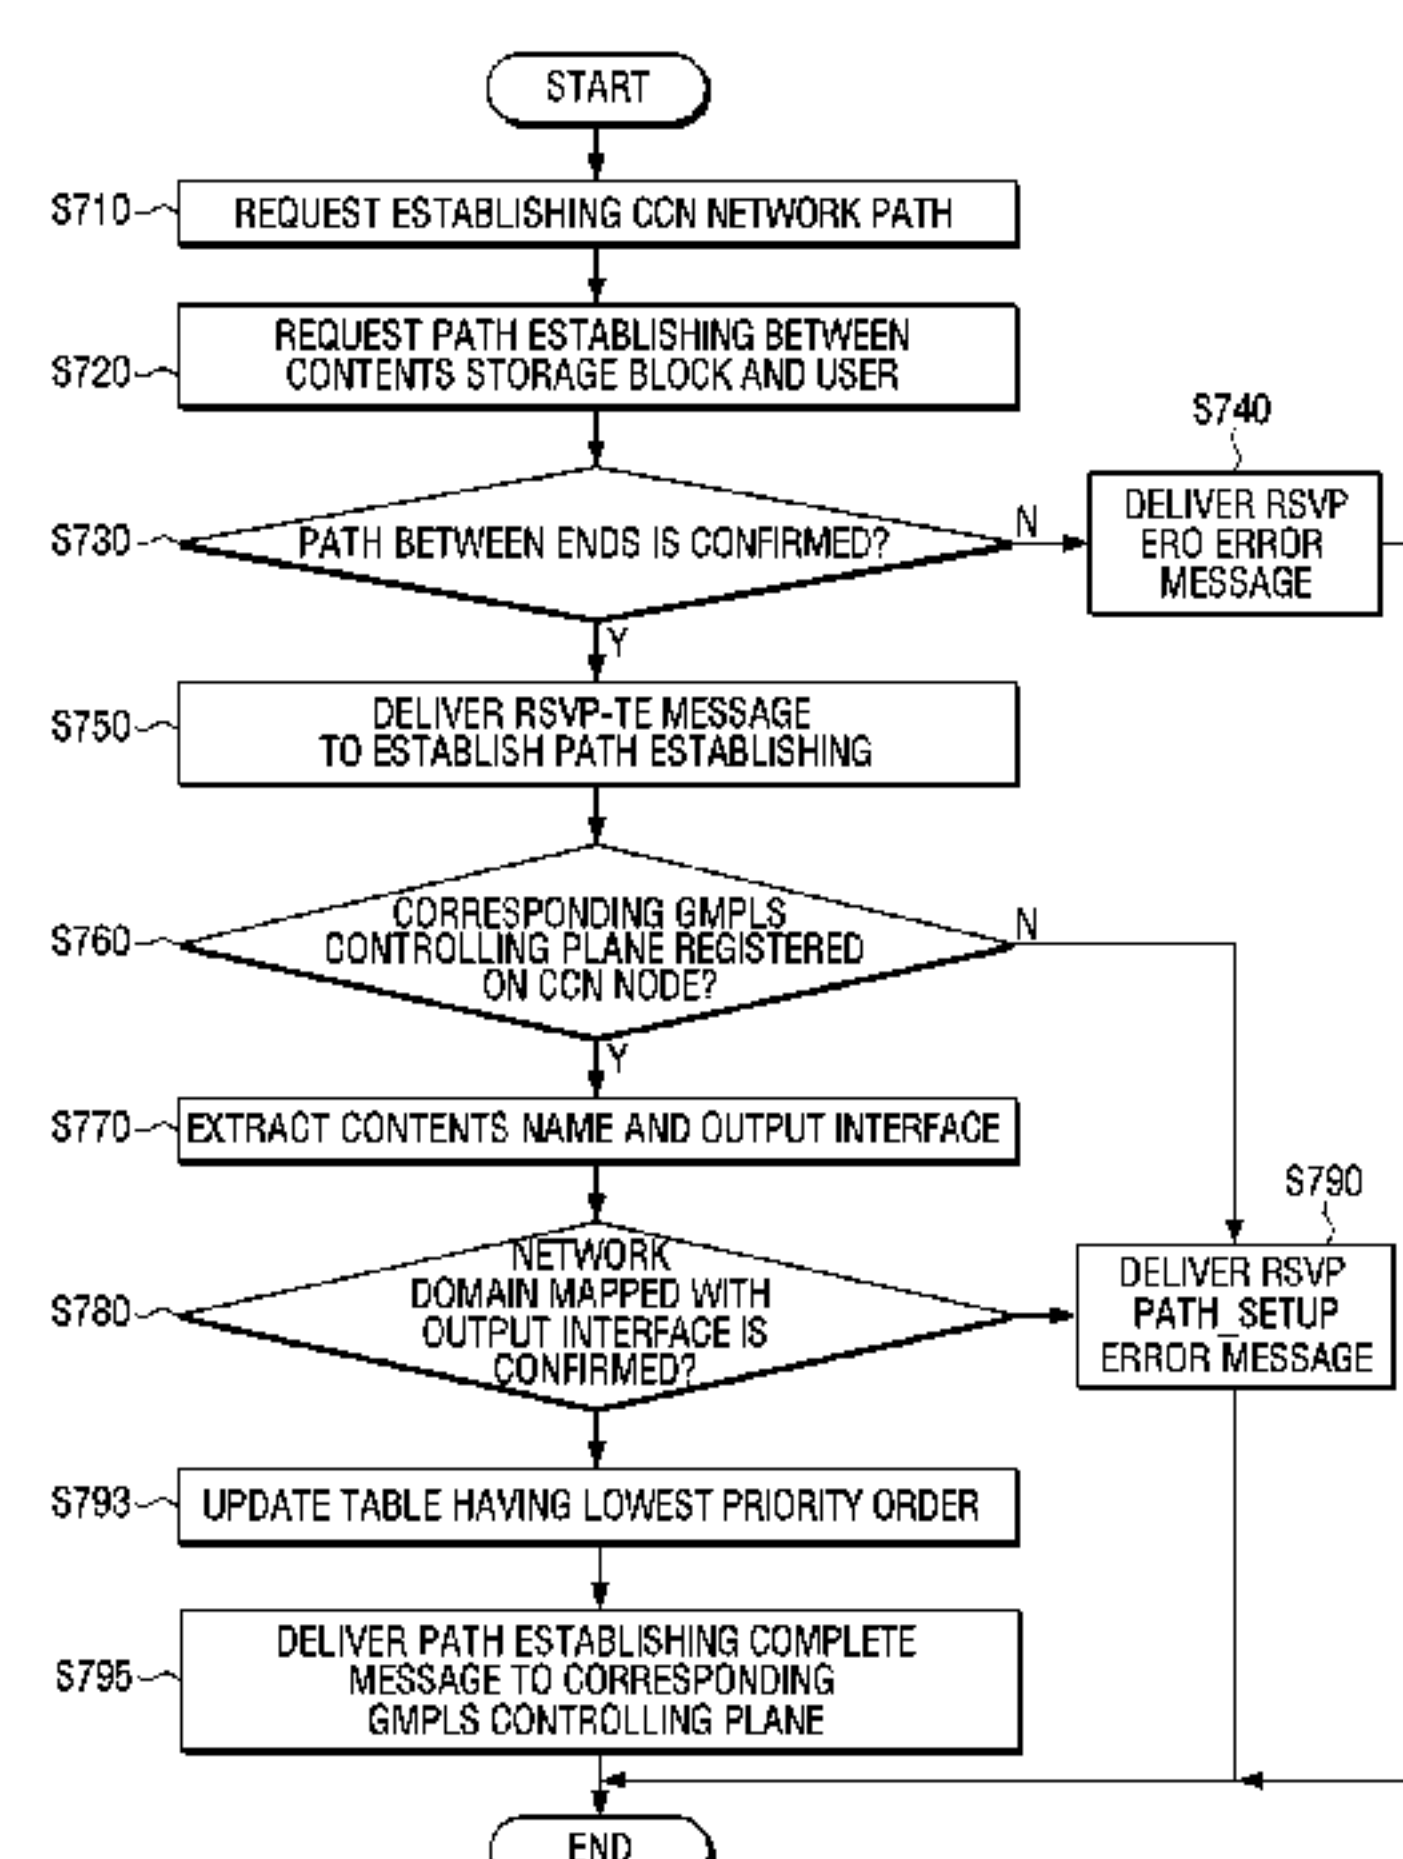 START
S710
REQUEST ESTABLISHING CCN NETWORK PATH
S720
REQUEST PATH ESTABLISHING BETWEEN
CONTENTS STORAGE BLOCK AND USER
S730
PATH BETWEEN ENDS IS CONFIRMED?
N
S740
DELIVER RSVP
ERO ERROR
MESSAGE
Y
S750
DELIVER RSVP-TE MESSAGE
TO ESTABLISH PATH ESTABLISHING
S760
CORRESPONDING GMPLS
CONTROLLING PLANE REGISTERED
ON CCN NODE?
N
Y
S770
EXTRACT CONTENTS NAME AND OUTPUT INTERFACE
S780
NETWORK
DOMAIN MAPPED WITH
OUTPUT INTERFACE IS
CONFIRMED?
S790
DELIVER RSVP
PATH_SETUP
ERROR MESSAGE
S793
UPDATE TABLE HAVING LOWEST PRIORITY ORDER
S795
DELIVER PATH ESTABLISHING COMPLETE
MESSAGE TO CORRESPONDING
GMPLS CONTROLLING PLANE
END